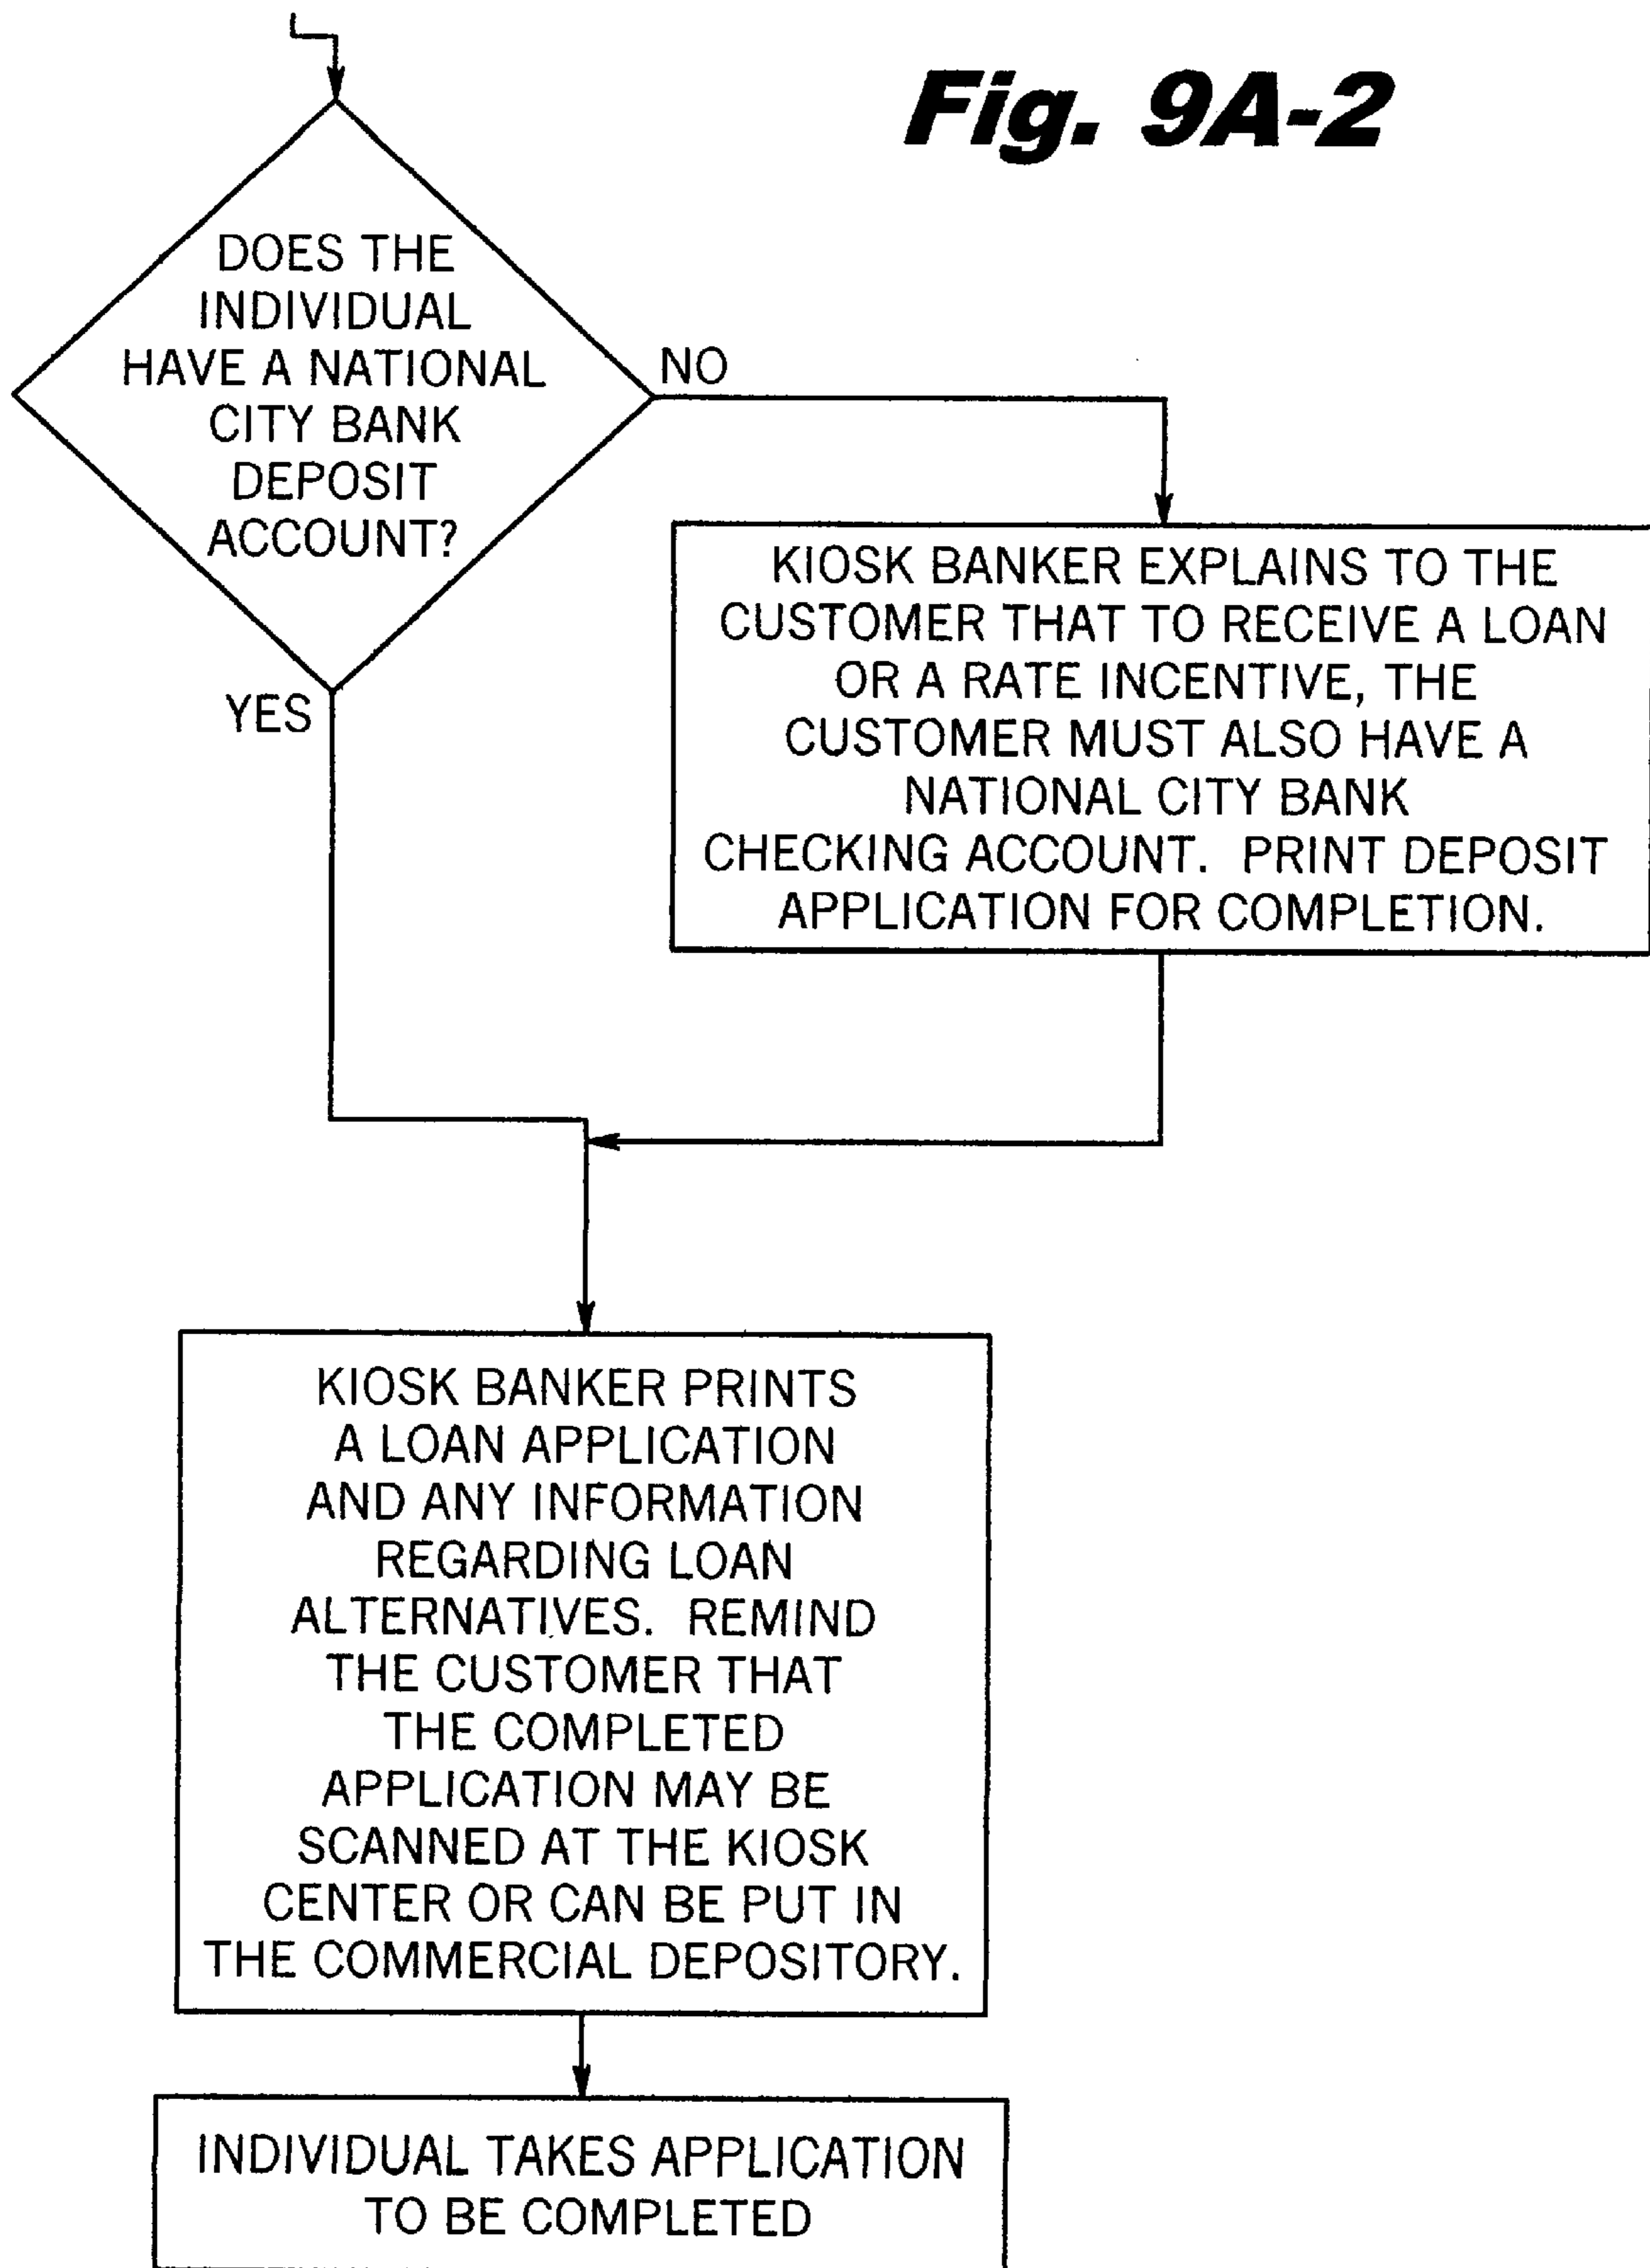 Fig. 9A-2
DOES THE
INDIVIDUAL
HAVE A NATIONAL
CITY BANK
DEPOSIT
ACCOUNT?
NO
YES
KIOSK BANKER EXPLAINS TO THE
CUSTOMER THAT TO RECEIVE A LOAN
OR A RATE INCENTIVE, THE
CUSTOMER MUST ALSO HAVE A
NATIONAL CITY BANK
CHECKING ACCOUNT. PRINT DEPOSIT
APPLICATION FOR COMPLETION.
KIOSK BANKER PRINTS
A LOAN APPLICATION
AND ANY INFORMATION
REGARDING LOAN
ALTERNATIVES. REMIND
THE CUSTOMER THAT
THE COMPLETED
APPLICATION MAY BE
SCANNED AT THE KIOSK
CENTER OR CAN BE PUT IN
THE COMMERCIAL DEPOSITORY.
INDIVIDUAL TAKES APPLICATION
TO BE COMPLETED